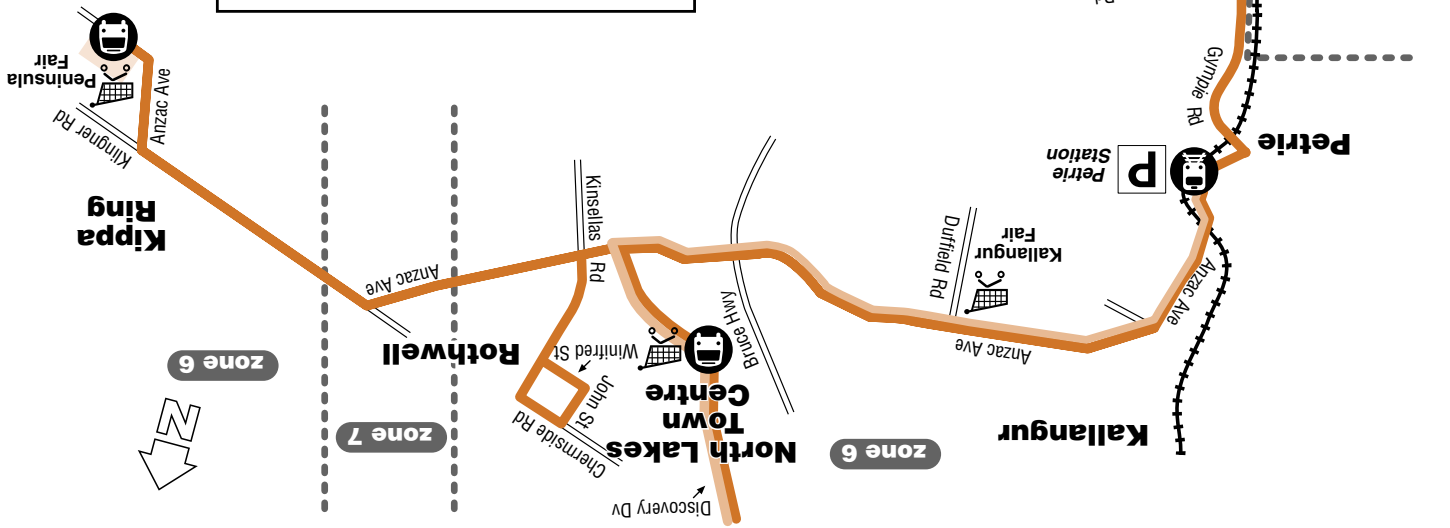 Discovery Dv
Kallangur
zone 6
North Lakes
Town
Centre
Chermside Rd
John St
Winifred St
zone 7
N
zone 6
Rothwell
Bruce Hwy
Anzac Ave
Anzac Ave
Duffield Rd
Kallangur
Fair
Kinsellas Rd
Anzac Ave
Kippa
Ring
Petrie
P
Petrie
Station
Gympie Rd
Klingner Rd
Anzac Ave
Peninsula
Fair
Rd